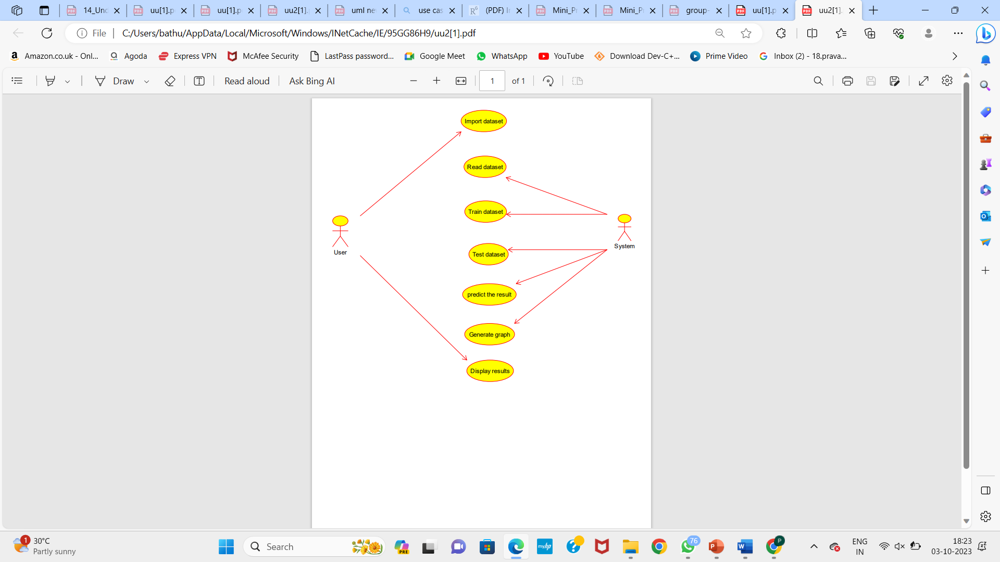 14_Unc
uu[1].p
uu[1].p
uu2[1].
uml ne
use cas
(PDF) I
Mini_Pr
Mini_Pr
group-
uu[1].p
uu2[1].
File
C:/Users/bathu/AppData/Local/Microsoft/Windows/INetCache/IE/95GG86H9/uu2[1].pdf
Amazon.co.uk - Onl...
Agoda
Express VPN
McAfee Security
LastPass password...
Google Meet
WhatsApp
YouTube
Download Dev-C+...
Prime Video
Inbox (2) - 18.prava...
Draw
Read aloud
Ask Bing AI
1
of 1
Import dataset
Read dataset
Train dataset
Test dataset
predict the result
Generate graph
Display results
User
System
1
30°C
Partly sunny
Search
PRE
myhp
76
P
ENG
IN
18:23
03-10-2023